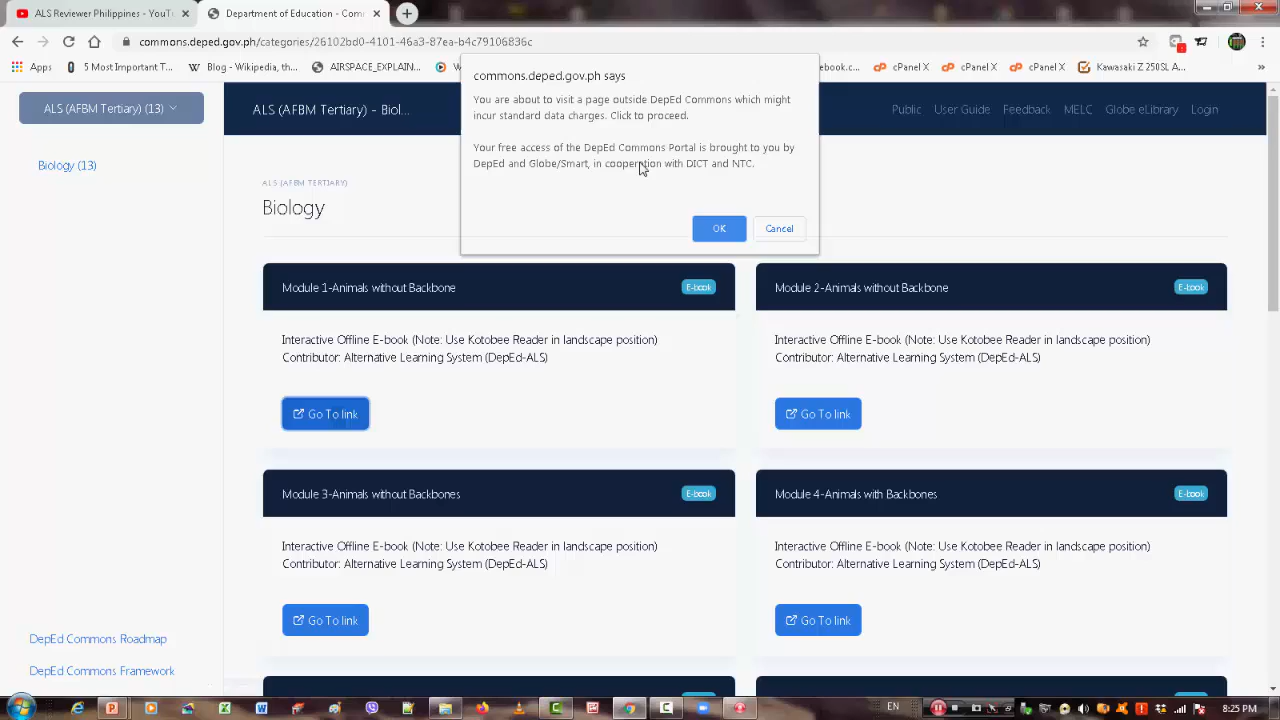 ALS Reviewer Philippines - YouT
Department of Education - Com
commons.deped.gov.ph/categories/26102bd0-4101-46a3-87ea-b4c79106836c
Apps
5 Most Important T...
Blog - Wikipedia, th...
AIRSPACE_EXPLAIN...
ebook.c...
cPanel X
cPanel X
cPanel X
Kawasaki Z 250SL A...
»
commons.deped.gov.ph says
You are about to visit a page outside DepEd Commons which might
incur standard data charges. Click to proceed.
Your free access of the DepEd Commons Portal is brought to you by
DepEd and Globe/Smart, in cooperation with DICT and NTC.
OK
Cancel
ALS (AFBM Tertiary) (13)
ALS (AFBM Tertiary) - Biol...
Public
User Guide
Feedback
MELC
Globe eLibrary
Login
Biology (13)
ALS (AFBM TERTIARY)
Biology
Module 1-Animals without Backbone
E-book
Interactive Offline E-book (Note: Use Kotobee Reader in landscape position)
Contributor: Alternative Learning System (DepEd-ALS)
Go To link
Module 2-Animals without Backbone
E-book
Interactive Offline E-book (Note: Use Kotobee Reader in landscape position)
Contributor: Alternative Learning System (DepEd-ALS)
Go To link
Module 3-Animals without Backbones
E-book
Interactive Offline E-book (Note: Use Kotobee Reader in landscape position)
Contributor: Alternative Learning System (DepEd-ALS)
Go To link
Module 4-Animals with Backbones
E-book
Interactive Offline E-book (Note: Use Kotobee Reader in landscape position)
Contributor: Alternative Learning System (DepEd-ALS)
Go To link
DepEd Commons Roadmap
DepEd Commons Framework
EN
8:25 PM